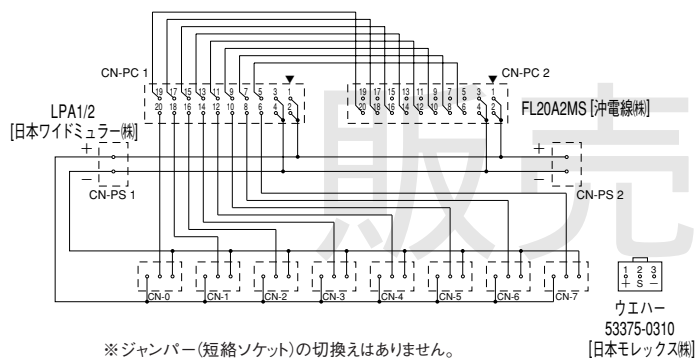 CN-PC 1
CN-PC 2
19 17 15 13 11 9 7 5 3 1
20 18 16 14 12 10 8 6 4 2
19 17 15 13 11 9 7 5 3 1
20 18 16 14 12 10 8 6 4 2
LPA1/2
[日本ワイドミュラー㈱]
FL20A2MS [沖電線㈱]
+
−
CN-PS 1
+
−
CN-PS 2
販売
CN-0
CN-1
CN-2
CN-3
CN-4
CN-5
CN-6
CN-7
1 2 3
+ S −
ウエハー
53375-0310
[日本モレックス㈱]
※ジャンパー(短絡ソケット)の切換えはありません。